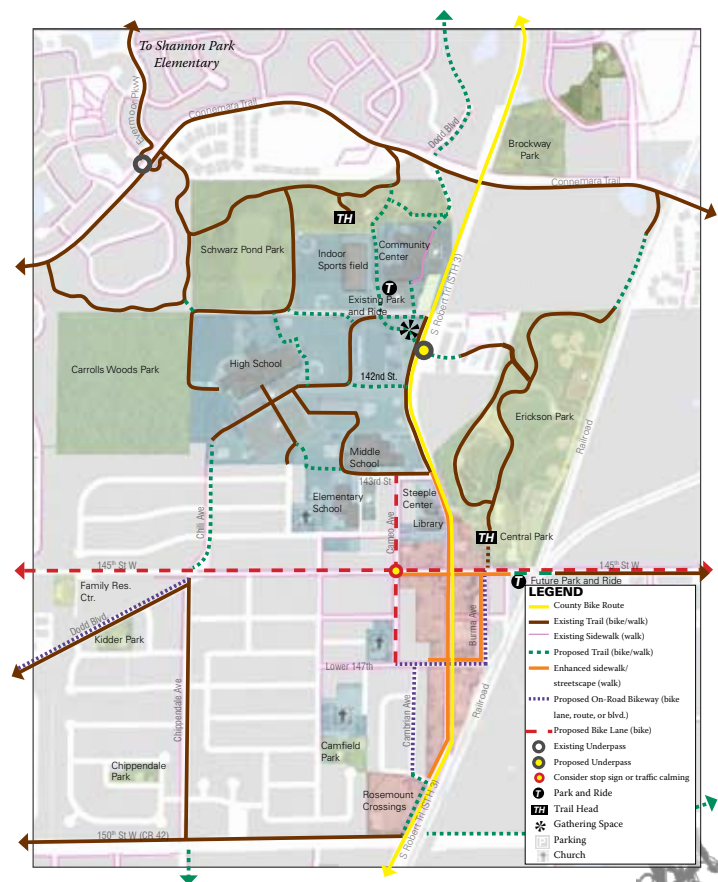 To Shannon Park
Elementary
Evermoor Pkwy
Connemara Trail
Dodd Blvd
Brockway
Park
Connemara Trail
TH
Schwarz Pond Park
Indoor
Sports field
Community
Center
T
Existing Park
and Ride
S Robert Trl (STH 3)
Carrolls Woods Park
High School
142nd St.
Erickson Park
Railroad
Middle
School
143rd St
Elementary
School
Steeple
Center
Library
Chili Ave
Cameo Ave
TH Central Park
145th St W
145th St W
T Future Park and Ride
Family Res.
Ctr.
Dodd Blvd
Kidder Park
Burma Ave
Lower 147th
Chippendale Ave
Cambrian Ave
Railroad
Camfield
Park
Chippendale
Park
Rosemount
Crossings
150th St W (CR 42)
S Robert Trl (STH 3)
LEGEND
County Bike Route
Existing Trail (bike/walk)
Existing Sidewalk (walk)
Proposed Trail (bike/walk)
Enhanced sidewalk/
streetscape (walk)
Proposed On-Road Bikeway (bike
lane, route, or blvd.)
Proposed Bike Lane (bike)
Existing Underpass
Proposed Underpass
Consider stop sign or traffic calming
T Park and Ride
TH Trail Head
Gathering Space
Parking
Church